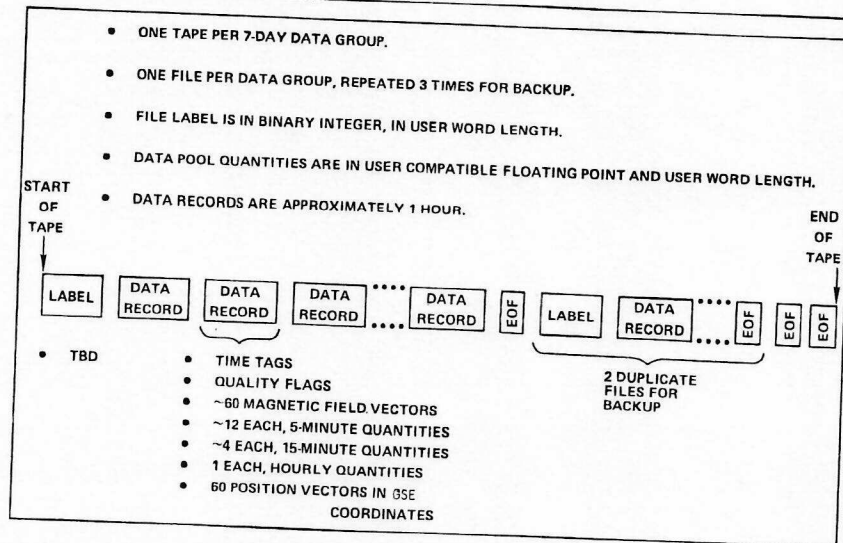 • ONE TAPE PER 7-DAY DATA GROUP.
• ONE FILE PER DATA GROUP, REPEATED 3 TIMES FOR BACKUP.
• FILE LABEL IS IN BINARY INTEGER, IN USER WORD LENGTH.
• DATA POOL QUANTITIES ARE IN USER COMPATIBLE FLOATING POINT AND USER WORD LENGTH.
• DATA RECORDS ARE APPROXIMATELY 1 HOUR.
START
OF
TAPE
END
OF
TAPE
LABEL
DATA
RECORD
DATA
RECORD
DATA
RECORD
DATA
RECORD
EOF
LABEL
DATA
RECORD
EOF
EOF
EOF
• TBD
• TIME TAGS
• QUALITY FLAGS
• ~60 MAGNETIC FIELD VECTORS
• ~12 EACH, 5-MINUTE QUANTITIES
• ~4 EACH, 15-MINUTE QUANTITIES
• 1 EACH, HOURLY QUANTITIES
• 60 POSITION VECTORS IN GSE
COORDINATES
2 DUPLICATE
FILES FOR
BACKUP